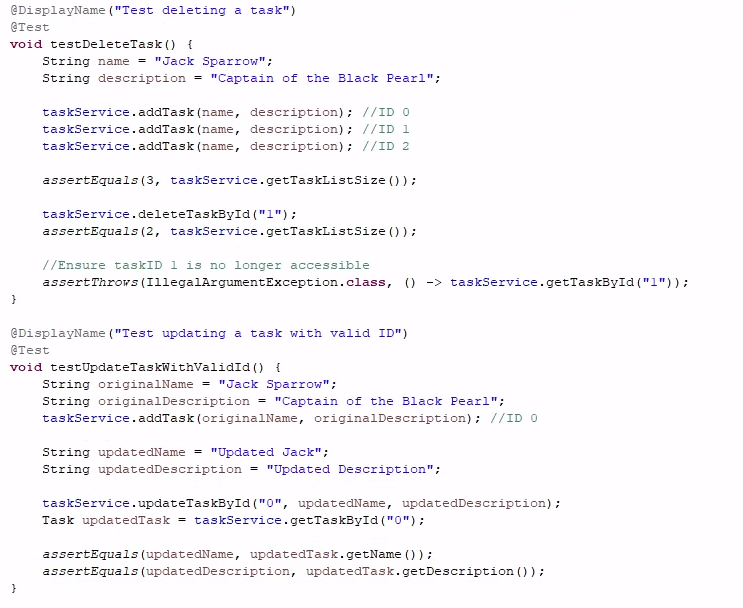 @DisplayName("Test deleting a task")
@Test
void testDeleteTask() {
    String name = "Jack Sparrow";
    String description = "Captain of the Black Pearl";

    taskService.addTask(name, description); //ID 0
    taskService.addTask(name, description); //ID 1
    taskService.addTask(name, description); //ID 2

    assertEquals(3, taskService.getTaskListSize());

    taskService.deleteTaskById("1");
    assertEquals(2, taskService.getTaskListSize());

    //Ensure taskID 1 is no longer accessible
    assertThrows(IllegalArgumentException.class, () -> taskService.getTaskById("1"));
}

@DisplayName("Test updating a task with valid ID")
@Test
void testUpdateTaskWithValidId() {
    String originalName = "Jack Sparrow";
    String originalDescription = "Captain of the Black Pearl";
    taskService.addTask(originalName, originalDescription); //ID 0

    String updatedName = "Updated Jack";
    String updatedDescription = "Updated Description";

    taskService.updateTaskById("0", updatedName, updatedDescription);
    Task updatedTask = taskService.getTaskById("0");

    assertEquals(updatedName, updatedTask.getName());
    assertEquals(updatedDescription, updatedTask.getDescription());
}